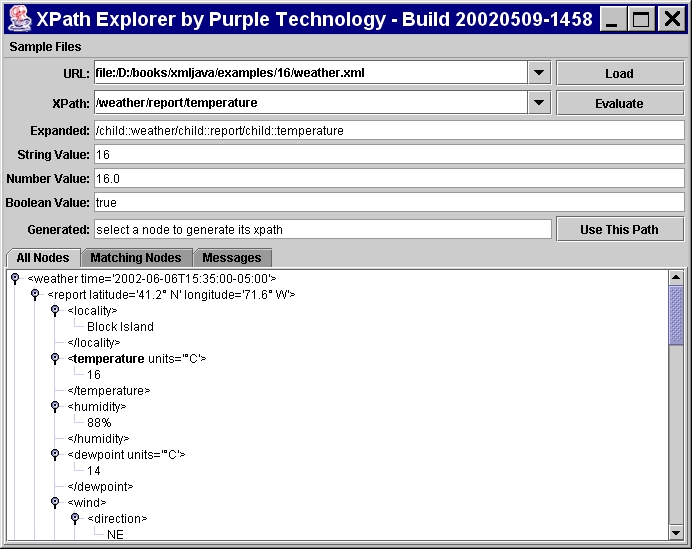 XPath Explorer by Purple Technology - Build 20020509-1458
Sample Files
URL: file:/D:/books/xmljava/examples/16/weather.xml Load
XPath: /weather/report/temperature Evaluate
Expanded: /child::weather/child::report/child::temperature
String Value: 16
Number Value: 16.0
Boolean Value: true
Generated: select a node to generate its xpath Use This Path
All Nodes Matching Nodes Messages
<weather time='2002-06-06T15:35:00-05:00'>
<report latitude='41.2° N' longitude='71.6° W'>
<locality>
Block Island
</locality>
<temperature units='°C'>
16
</temperature>
<humidity>
88%
</humidity>
<dewpoint units='°C'>
14
</dewpoint>
<wind>
<direction>
NE